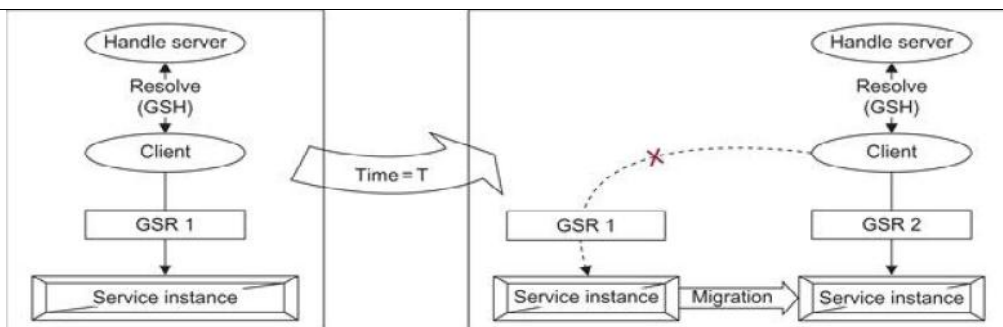 Handle server
Resolve
(GSH)
Client
GSR 1
Service instance
Time = T
Handle server
Resolve
(GSH)
Client
GSR 1
GSR 2
Service instance
Migration
Service instance